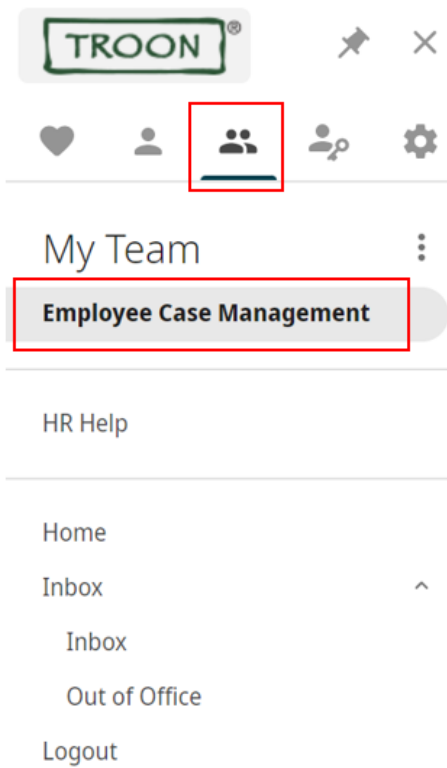 TROON®
My Team
Employee Case Management
HR Help
Home
Inbox
Inbox
Out of Office
Logout